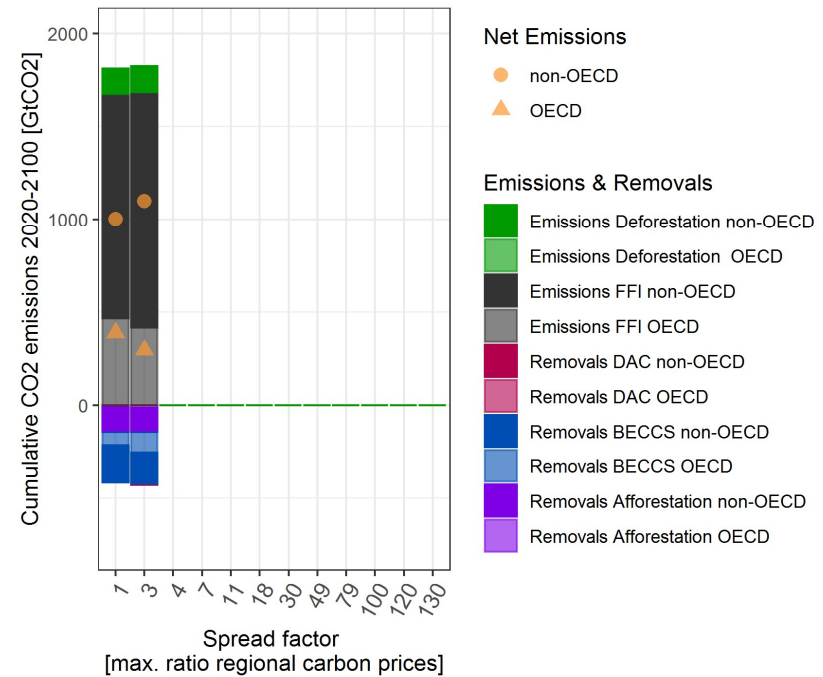 Cumulative CO2 emissions 2020-2100 [GtCO2]
2000
1000
0
1
3
4
7
11
18
30
49
79
100
120
130
Spread factor
[max. ratio regional carbon prices]
Net Emissions
non-OECD
OECD
Emissions & Removals
Emissions Deforestation non-OECD
Emissions Deforestation  OECD
Emissions FFI non-OECD
Emissions FFI OECD
Removals DAC non-OECD
Removals DAC OECD
Removals BECCS non-OECD
Removals BECCS OECD
Removals Afforestation non-OECD
Removals Afforestation OECD